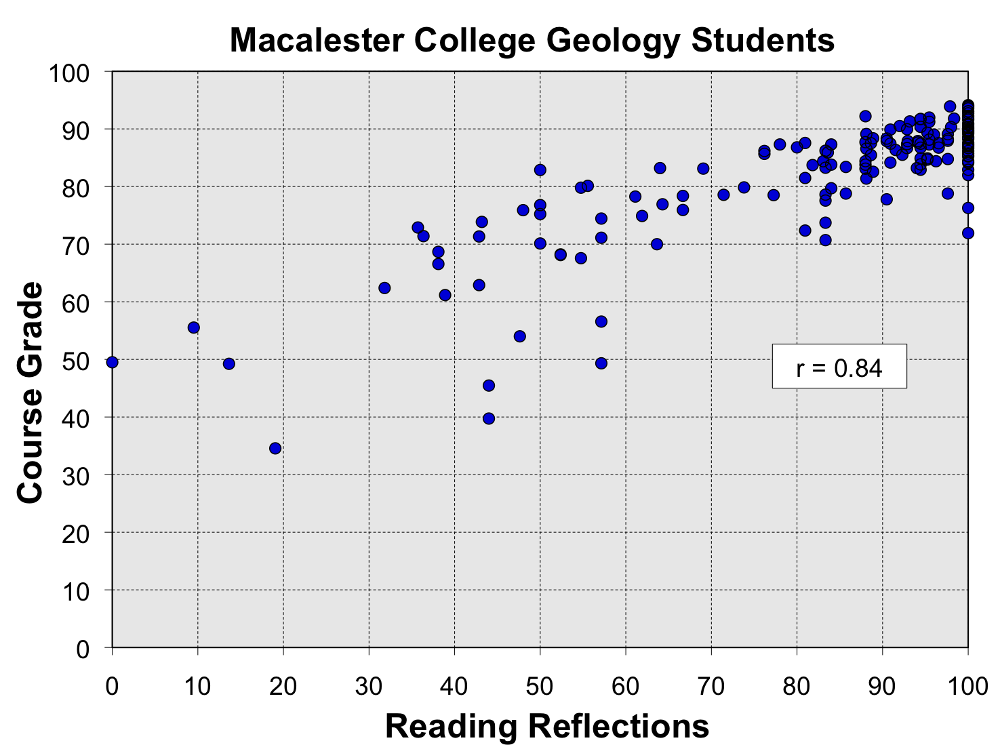 Macalester College Geology Students
100
90
80
70
60
50
40
30
20
10
0
Course Grade
r = 0.84
0 10 20 30 40 50 60 70 80 90 100
Reading Reflections